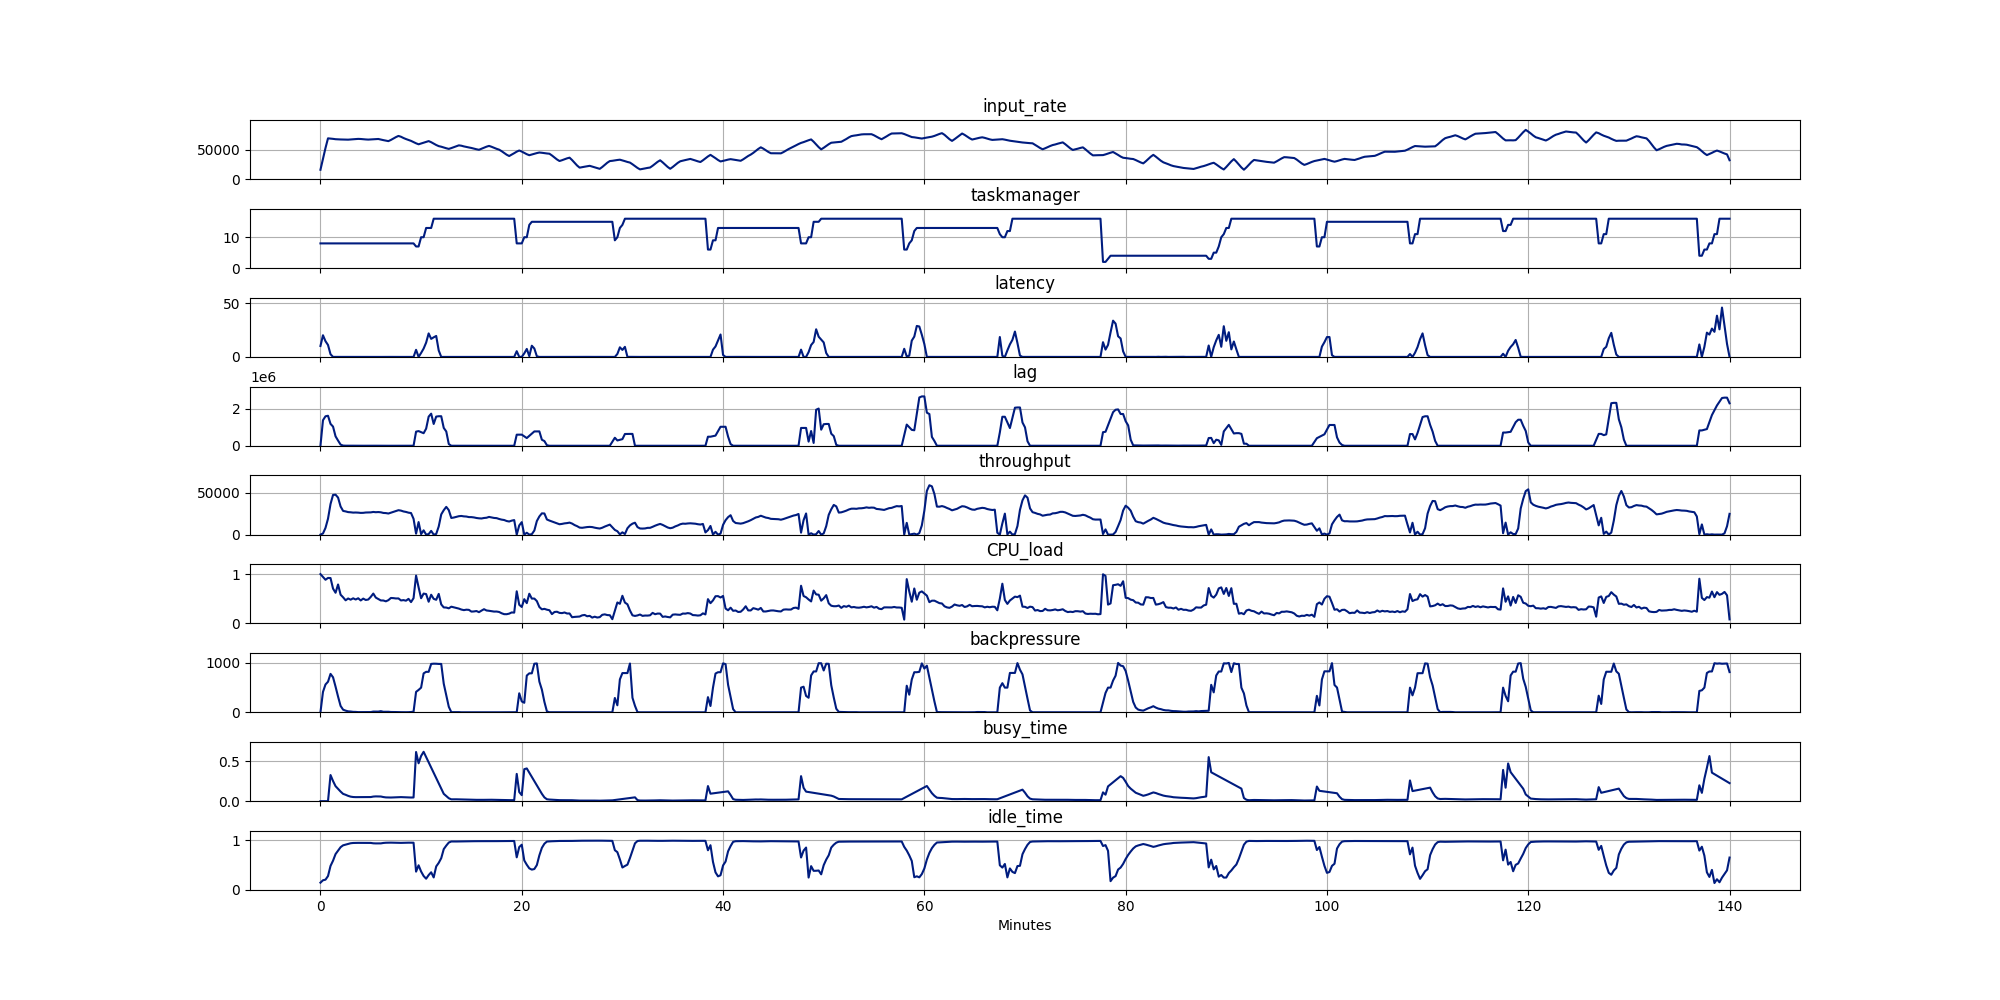 input_rate
50000
0
taskmanager
10
0
latency
50
0
1e6
lag
2
0
throughput
50000
0
CPU_load
1
0
backpressure
1000
0
busy_time
0.5
0.0
idle_time
1
0
0 20 40 60 80 100 120 140
Minutes